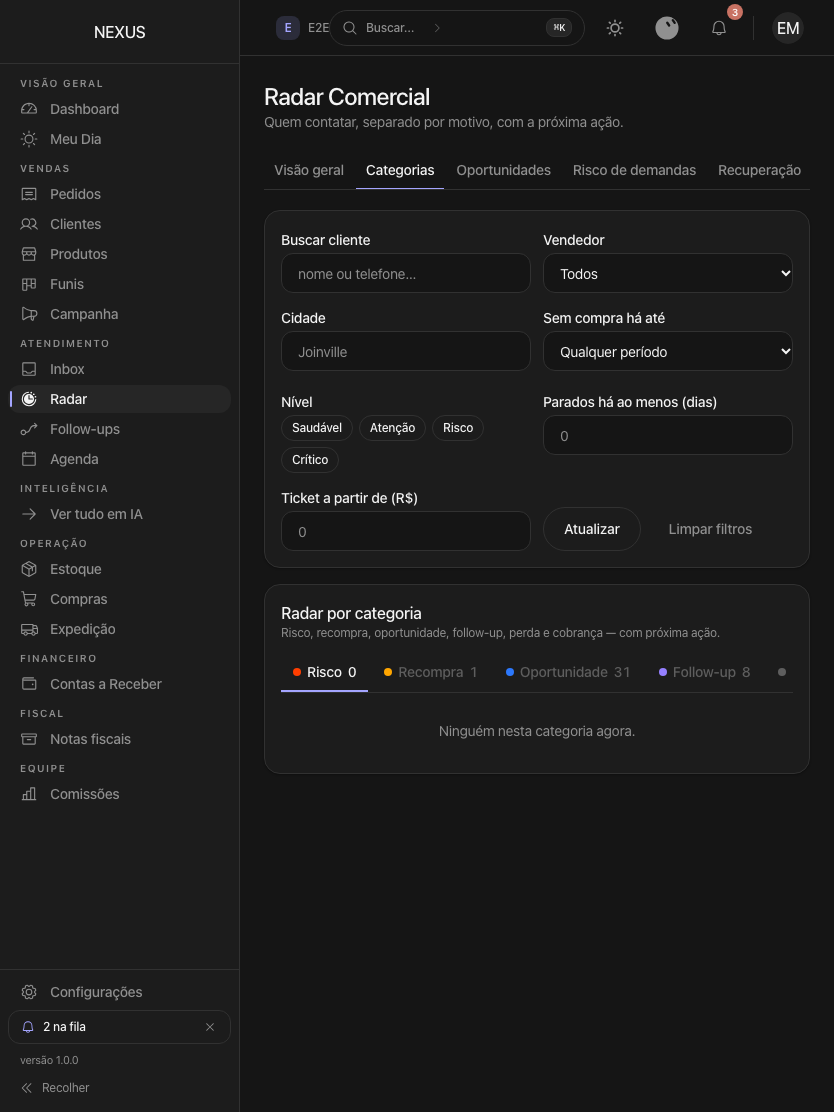 NEXUS
VISÃO GERAL
Dashboard
Meu Dia
VENDAS
Pedidos
Clientes
Produtos
Funis
Campanha
ATENDIMENTO
Inbox
Radar
Follow-ups
Agenda
INTELIGÊNCIA
Ver tudo em IA
OPERAÇÃO
Estoque
Compras
Expedição
FINANCEIRO
Contas a Receber
FISCAL
Notas fiscais
EQUIPE
Comissões
Configurações
2 na fila
versão 1.0.0
Recolher
E E2E Buscar... ⌘K 3 EM
Radar Comercial
Quem contatar, separado por motivo, com a próxima ação.
Visão geral Categorias Oportunidades Risco de demandas Recuperação
Buscar cliente Vendedor
nome ou telefone... Todos
Cidade Sem compra há até
Joinville Qualquer período
Nível Parados há ao menos (dias)
Saudável Atenção Risco 0
Crítico
Ticket a partir de (R$)
0 Atualizar Limpar filtros
Radar por categoria
Risco, recompra, oportunidade, follow-up, perda e cobrança — com próxima ação.
Risco 0 Recompra 1 Oportunidade 31 Follow-up 8
Ninguém nesta categoria agora.